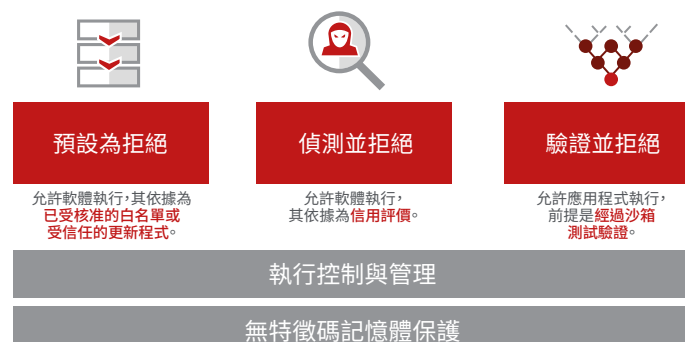 預設為拒絕
偵測並拒絕
驗證並拒絕
允許軟體執行，其依據為
已受核准的白名單或
受信任的更新程式。
允許軟體執行，
其依據為信用評價。
允許應用程式執行，
前提是經過沙箱
測試驗證。
執行控制與管理
無特徵碼記憶體保護